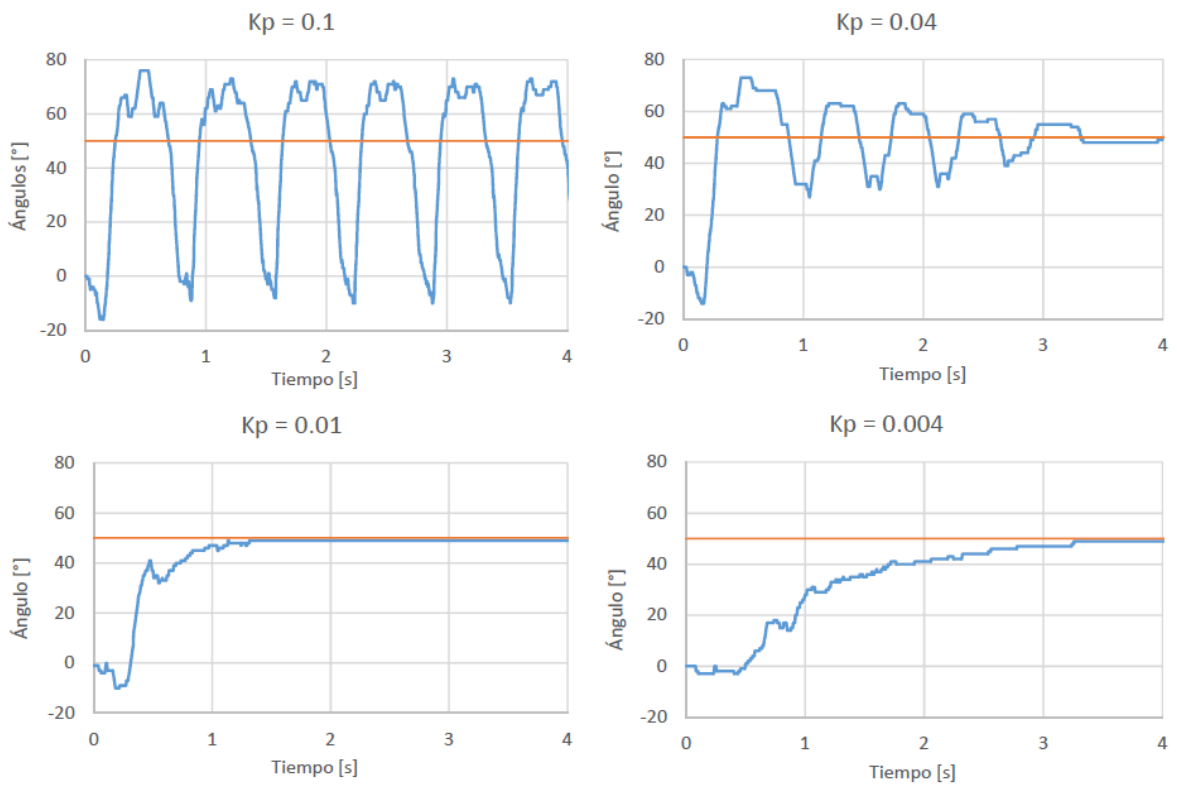 Kp = 0.1
80
60
40
20
0
-20
Ángulos [°]
0 1 2 3 4
Tiempo [s]
Kp = 0.04
80
60
40
20
0
-20
Ángulo [°]
0 1 2 3 4
Tiempo [s]
Kp = 0.01
80
60
40
20
0
-20
Ángulo [°]
0 1 2 3 4
Tiempo [s]
Kp = 0.004
80
60
40
20
0
-20
Ángulo [°]
0 1 2 3 4
Tiempo [s]